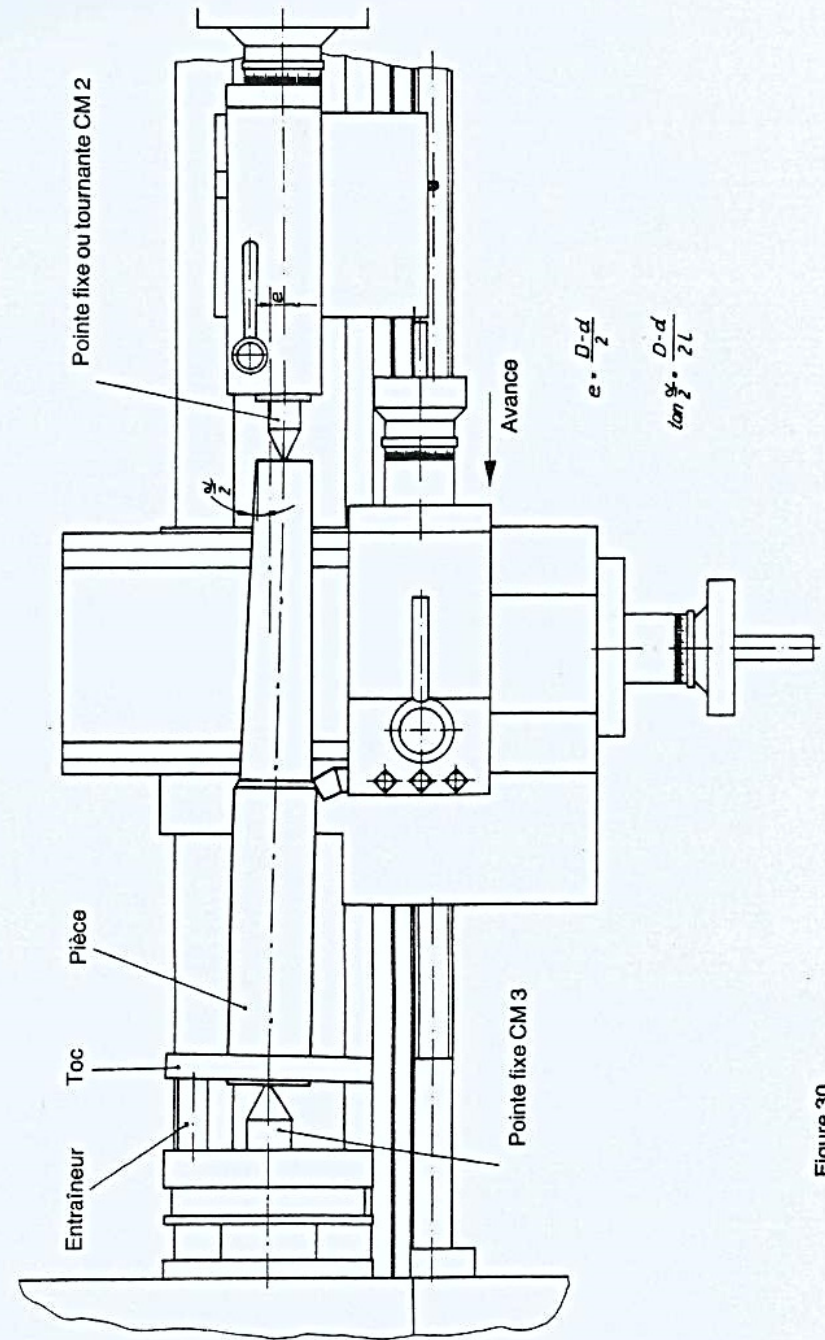 Entraîneur
Toc
Pièce
Pointe fixe ou tournante CM 2
e
α/2
Pointe fixe CM 3
Avance
e = D-d/2
tan α/2 = D-d/2L
Figure 30